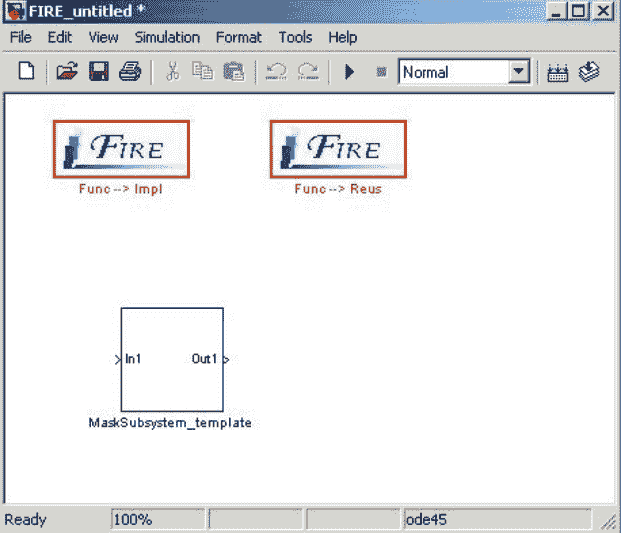 FIRE_untitled *
File Edit View Simulation Format Tools Help
Normal
FIRE FIRE
Func --> Impl Func --> Reus
In1 Out1
MaskSubsystem_template
Ready 100% ode45